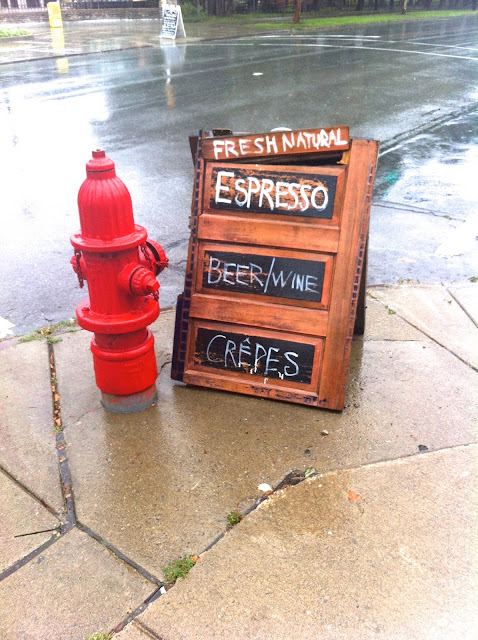 FRESH NATURAL
ESPRESSO
BEER/WINE
CRÊPES